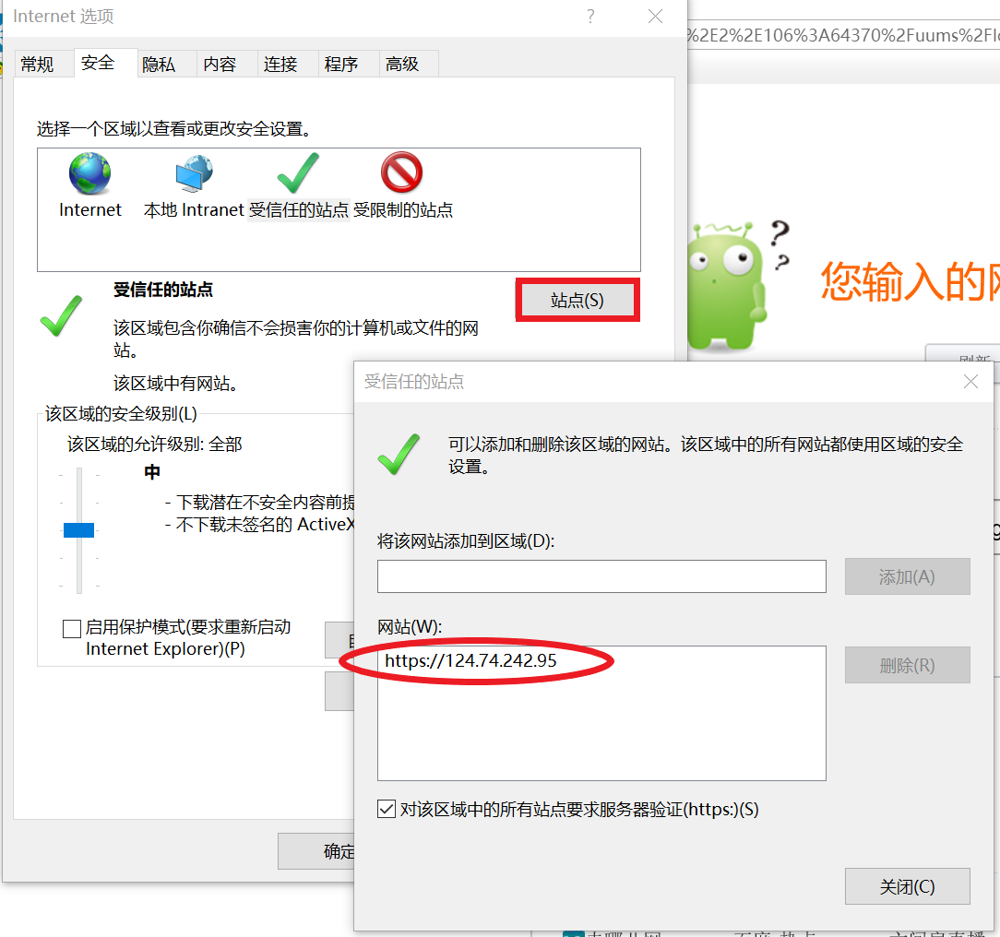 Internet 选项
%2E2%2E106%3A64370%2Fuums%2Flo
常规 安全 隐私 内容 连接 程序 高级
选择一个区域以查看或更改安全设置。
Internet 本地 Intranet 受信任的站点 受限制的站点
? ?
您输入的网
受信任的站点
站点(S)
该区域包含你确信不会损害你的计算机或文件的网
站。
该区域中有网站。
刷新
该区域的安全级别(L)
该区域的允许级别: 全部
中
- 下载潜在不安全内容前提
- 不下载未签名的 ActiveX
启用保护模式(要求重新启动
Internet Explorer)(P)
确定
受信任的站点
可以添加和删除该区域的网站。该区域中的所有网站都使用区域的安全
设置。
将该网站添加到区域(D):
添加(A)
网站(W):
https://124.74.242.95
删除(R)
对该区域中的所有站点要求服务器验证(https:)(S)
关闭(C)